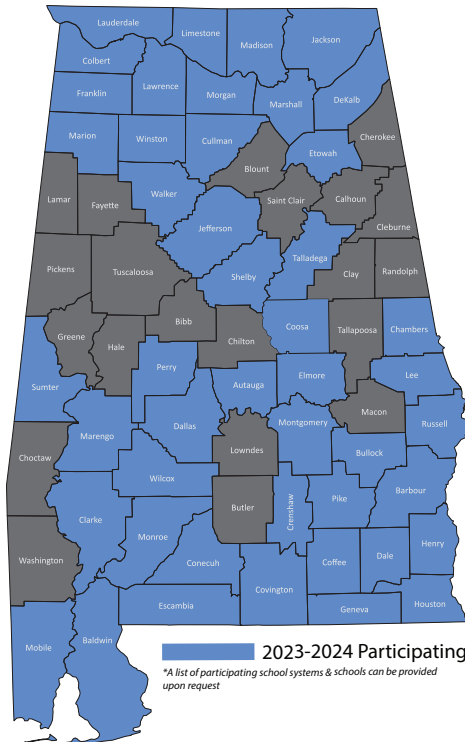 Lauderdale
Limestone
Madison
Jackson
Colbert
Lawrence
Franklin
Morgan
Marshall
DeKalb
Marion
Winston
Cullman
Cherokee
Etowah
Blount
Walker
Lamar
Fayette
Saint Clair
Calhoun
Jefferson
Cleburne
Talladega
Pickens
Tuscaloosa
Shelby
Clay
Randolph
Bibb
Greene
Hale
Chilton
Coosa
Tallapoosa
Chambers
Perry
Sumter
Autauga
Elmore
Lee
Macon
Dallas
Marengo
Montgomery
Russell
Choctaw
Lowndes
Bullock
Wilcox
Butler
Crenshaw
Pike
Barbour
Clarke
Monroe
Washington
Conecuh
Coffee
Dale
Henry
Covington
Escambia
Geneva
Houston
Mobile
Baldwin
2023-2024 Participating
*A list of participating school systems & schools can be provided
upon request